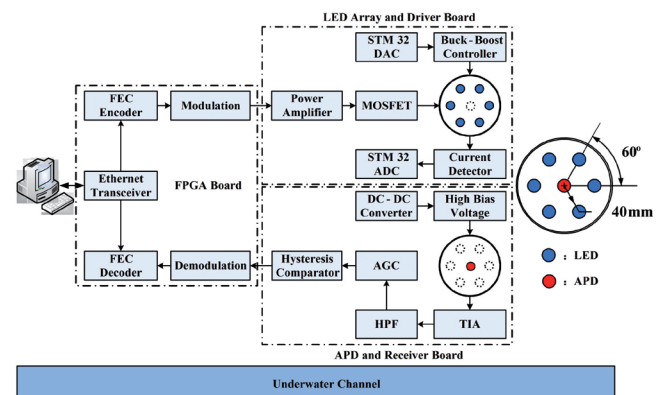 LED Array and Driver Board
STM 32
DAC
Buck - Boost
Controller
FEC
Encoder
Modulation
Power
Amplifier
MOSFET
Ethernet
Transceiver
FPGA Board
STM 32
ADC
Current
Detector
60°
40mm
DC - DC
Converter
High Bias
Voltage
FEC
Decoder
Demodulation
Hysteresis
Comparator
AGC
HPF
TIA
: LED
: APD
APD and Receiver Board
Underwater Channel